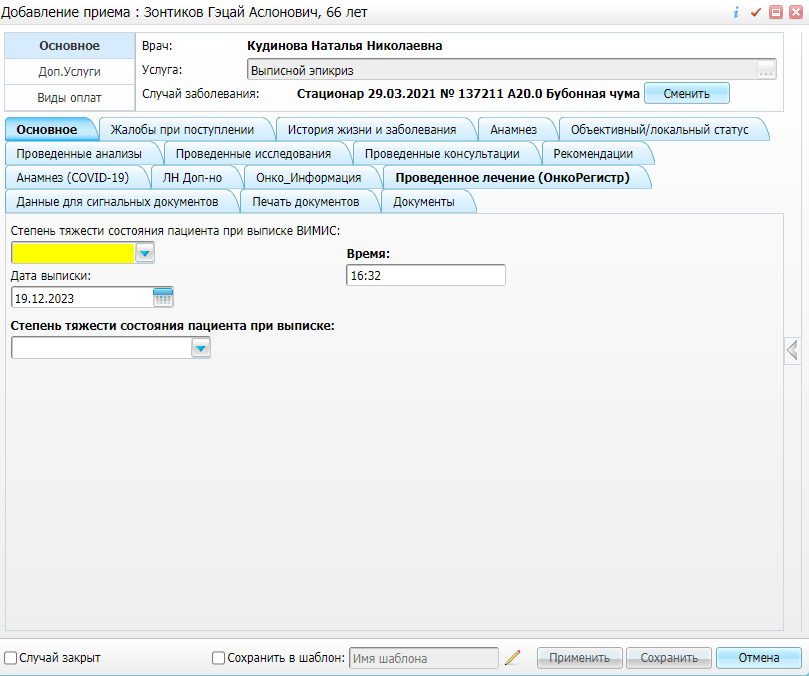 Добавление приема : Зонтиков Гэцай Аслонович, 66 лет
Основное
Доп.Услуги
Виды оплат
Врач: Кудинова Наталья Николаевна
Услуга: Выписной эпикриз ...
Случай заболевания: Стационар 29.03.2021 № 137211 A20.0 Бубонная чума Сменить
Основное Жалобы при поступлении История жизни и заболевания Анамнез Объективный/локальный статус
Проведенные анализы Проведенные исследования Проведенные консультации Рекомендации
Анамнез (COVID-19) ЛН Доп-но Онко_Информация Проведенное лечение (ОнкоРегистр)
Данные для сигнальных документов Печать документов Документы
Степень тяжести состояния пациента при выписке ВИМИС:
Время:
16:32
Дата выписки:
19.12.2023
Степень тяжести состояния пациента при выписке:
Случай закрыт Сохранить в шаблон: Имя шаблона Применить Сохранить Отмена